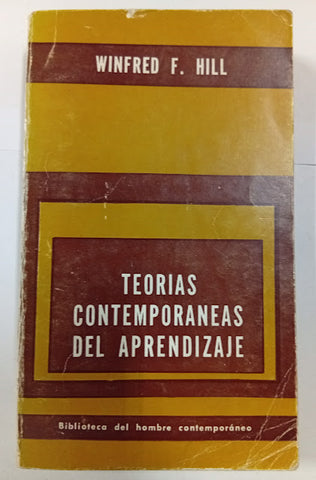 WINFRED F. HILL
TEORIAS
CONTEMPORANEAS
DEL APRENDIZAJE
Biblioteca del hombre contemporáneo